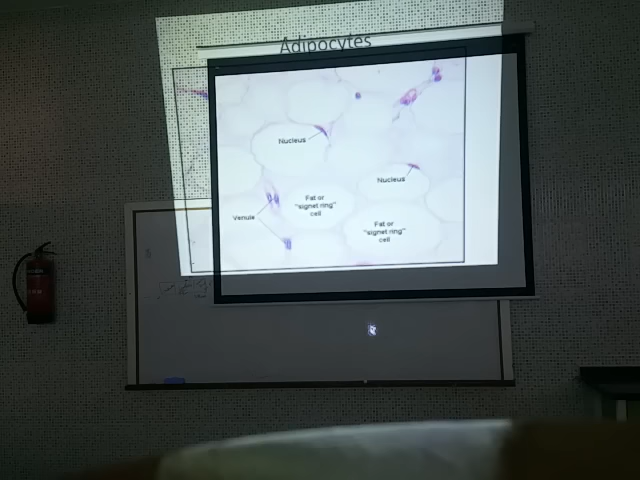 Adipocytes
Nucleus
Nucleus
Venule
Fat or
"signet ring"
cell
Fat or
"signet ring"
cell